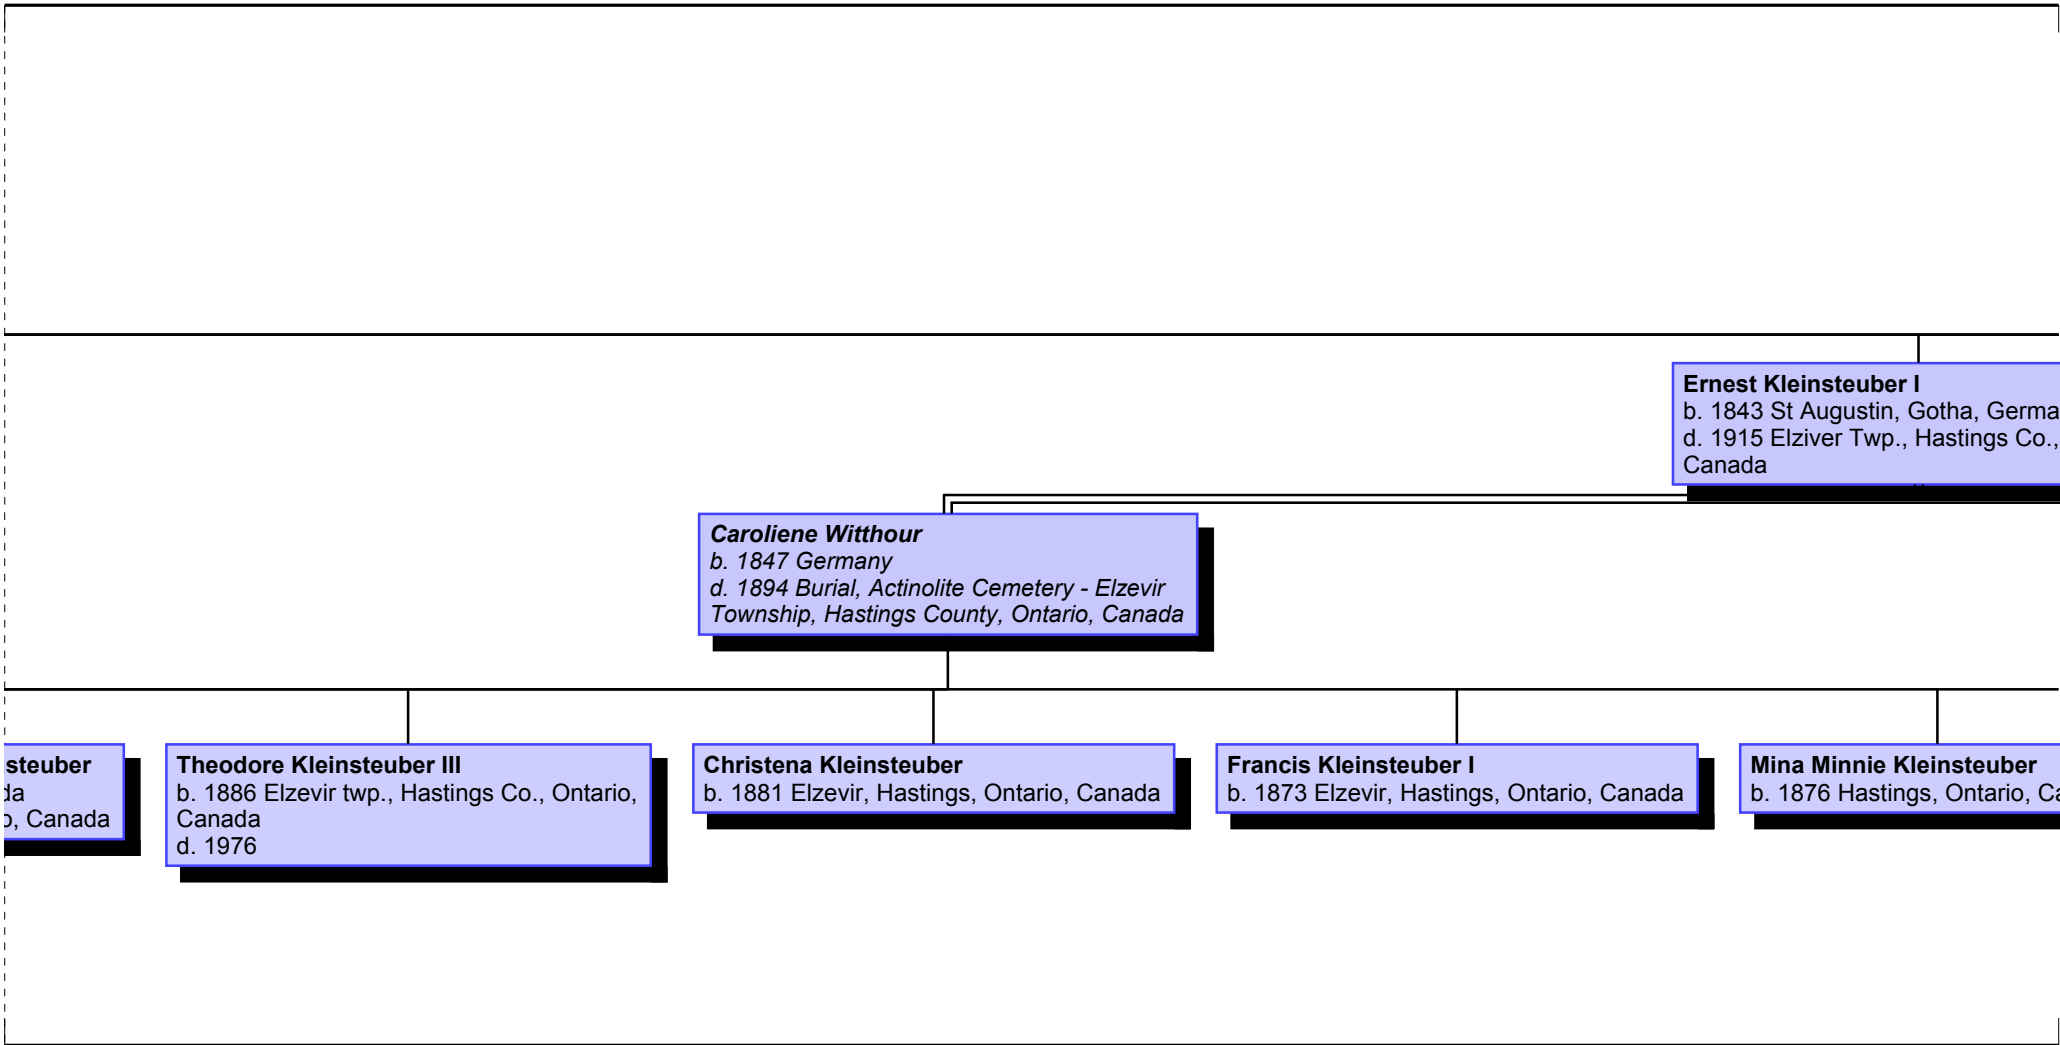 Ernest Kleinsteuber I
b. 1843 St Augustin, Gotha, Germa
d. 1915 Elziver Twp., Hastings Co.,
Canada
Caroliene Witthour
b. 1847 Germany
d. 1894 Burial, Actinolite Cemetery - Elzevir
Township, Hastings County, Ontario, Canada
steuber
da
o, Canada
Theodore Kleinsteuber III
b. 1886 Elzevir twp., Hastings Co., Ontario,
Canada
d. 1976
Christena Kleinsteuber
b. 1881 Elzevir, Hastings, Ontario, Canada
Francis Kleinsteuber I
b. 1873 Elzevir, Hastings, Ontario, Canada
Mina Minnie Kleinsteuber
b. 1876 Hastings, Ontario, Ca